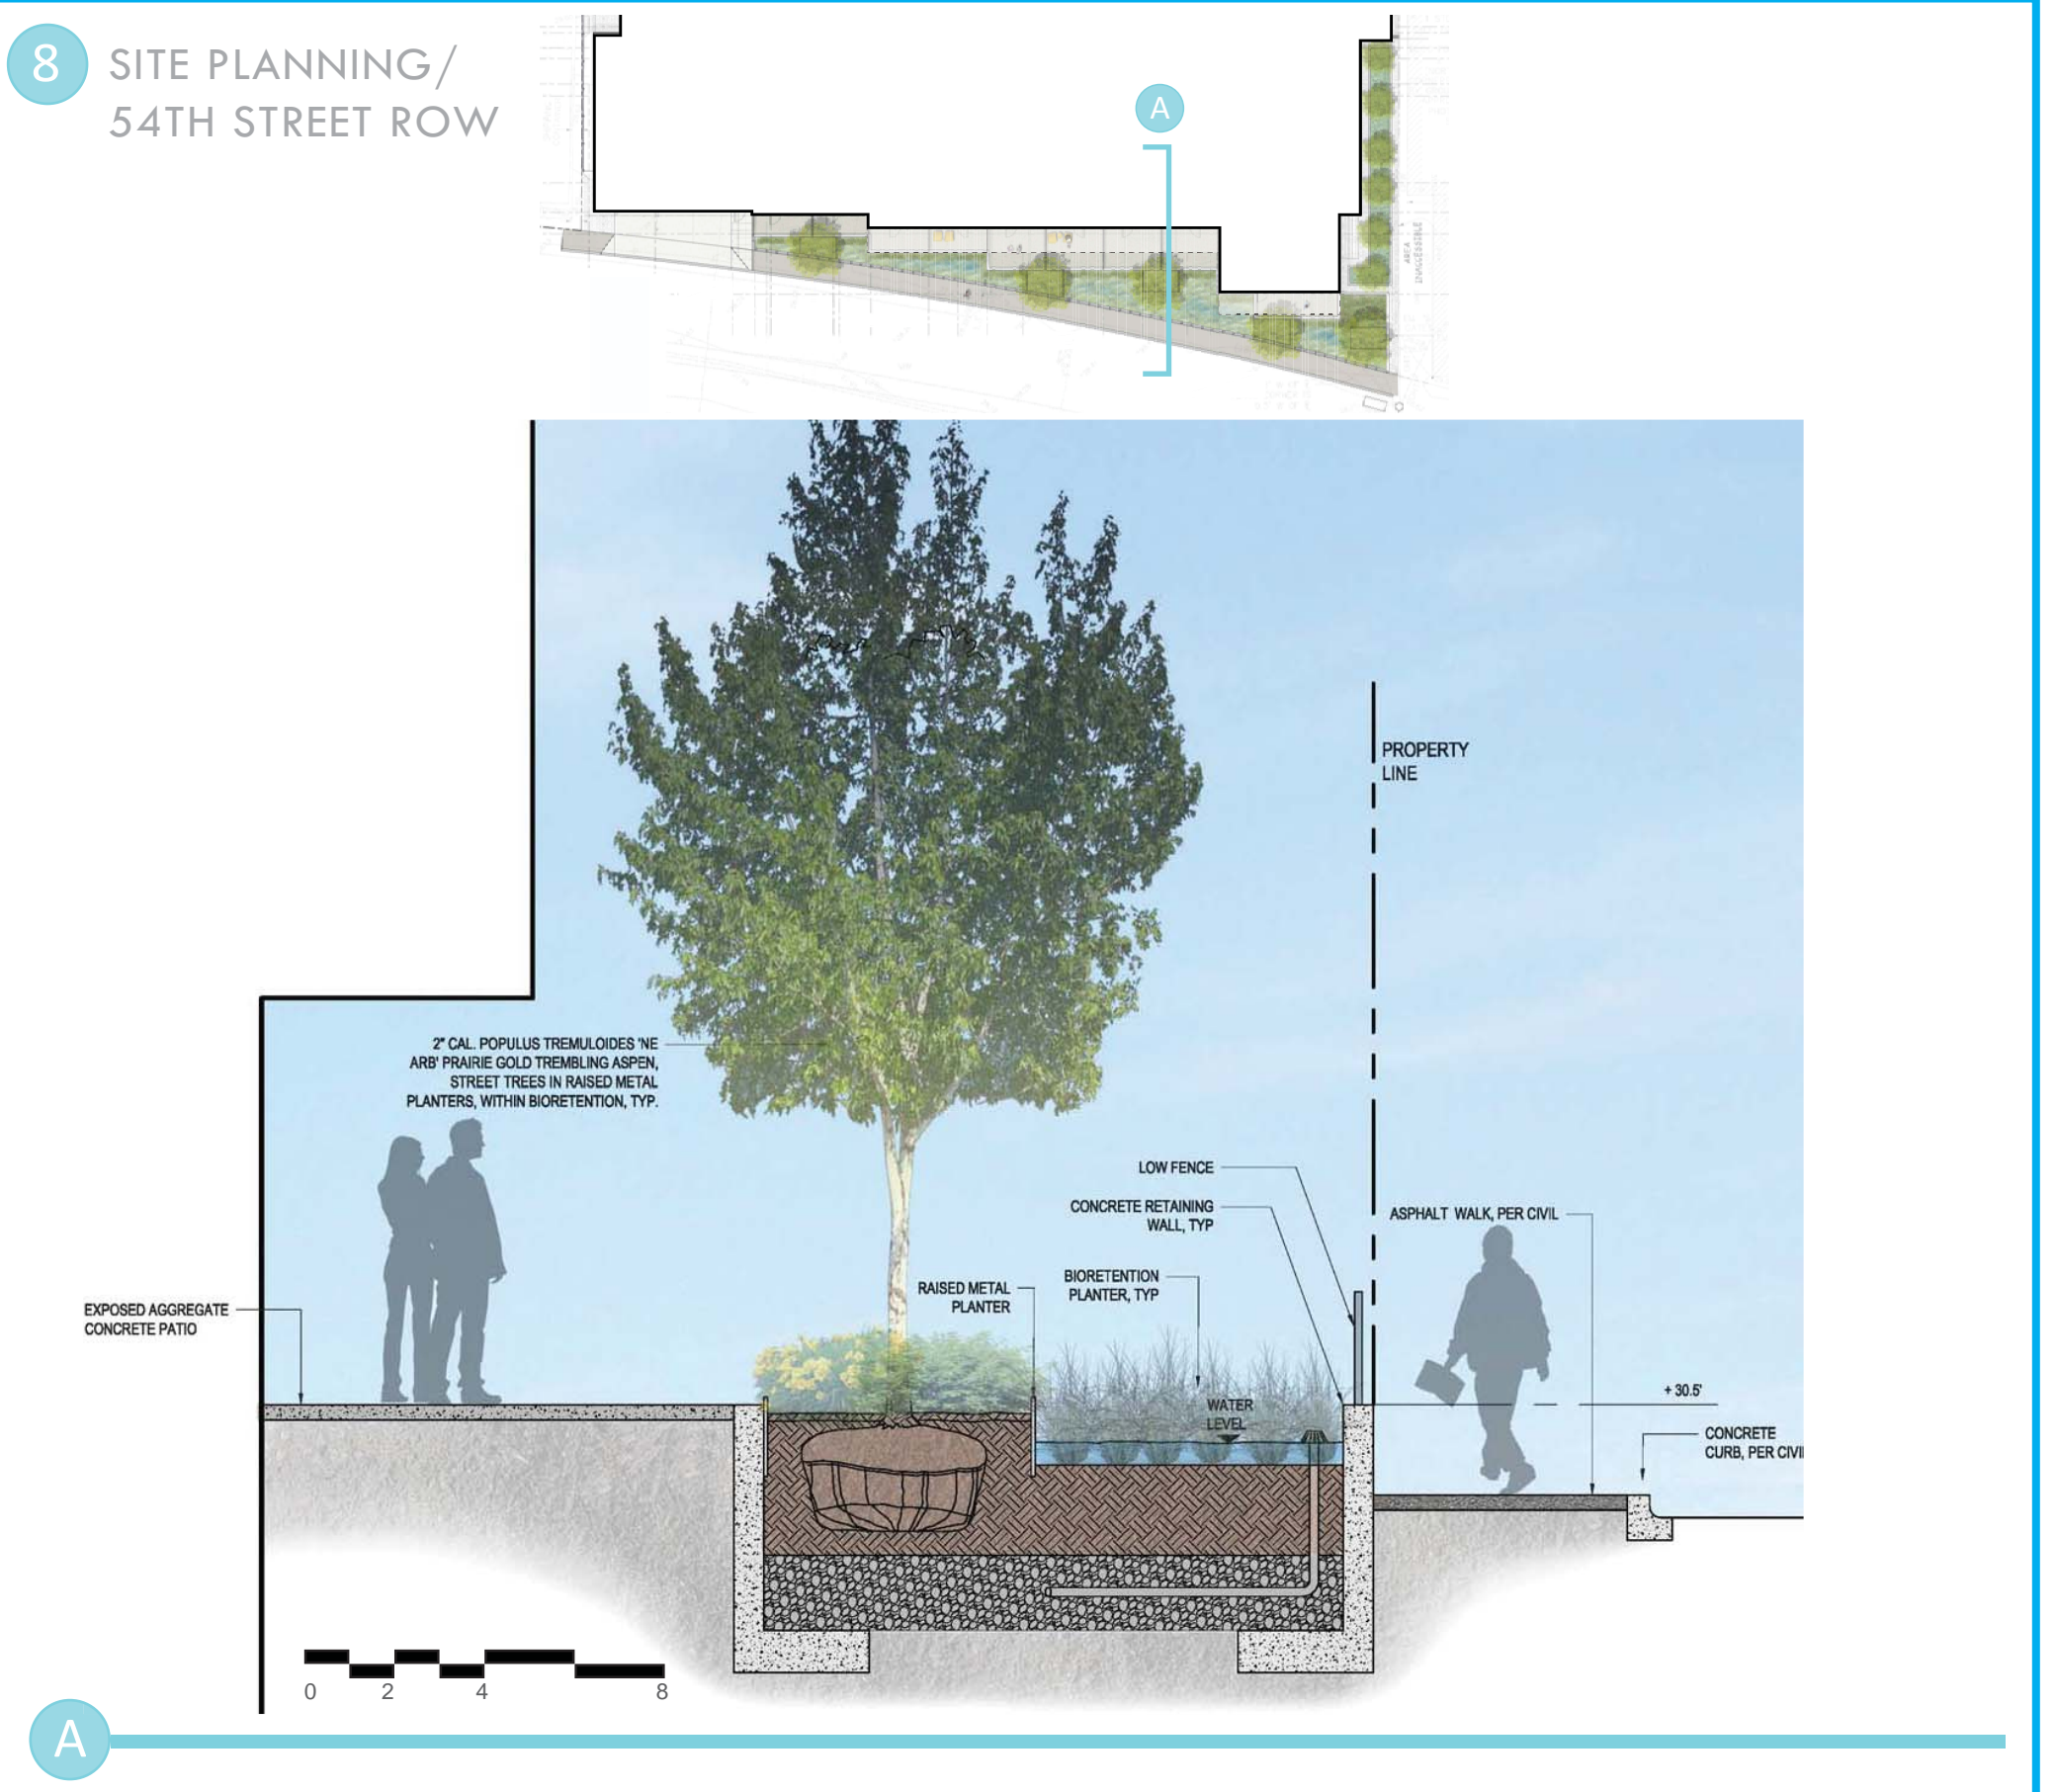 8
SITE PLANNING/
54TH STREET ROW
A
AREA
INACCESSIBLE
PROPERTY
LINE
2" CAL. POPULUS TREMULOIDES 'NE
ARB' PRAIRIE GOLD TREMBLING ASPEN,
STREET TREES IN RAISED METAL
PLANTERS, WITHIN BIORETENTION, TYP.
LOW FENCE
CONCRETE RETAINING
WALL, TYP
ASPHALT WALK, PER CIVIL
BIORETENTION
PLANTER, TYP
RAISED METAL
PLANTER
EXPOSED AGGREGATE
CONCRETE PATIO
+ 30.5'
WATER
LEVEL
CONCRETE
CURB, PER CIVI
0 2 4 8
A